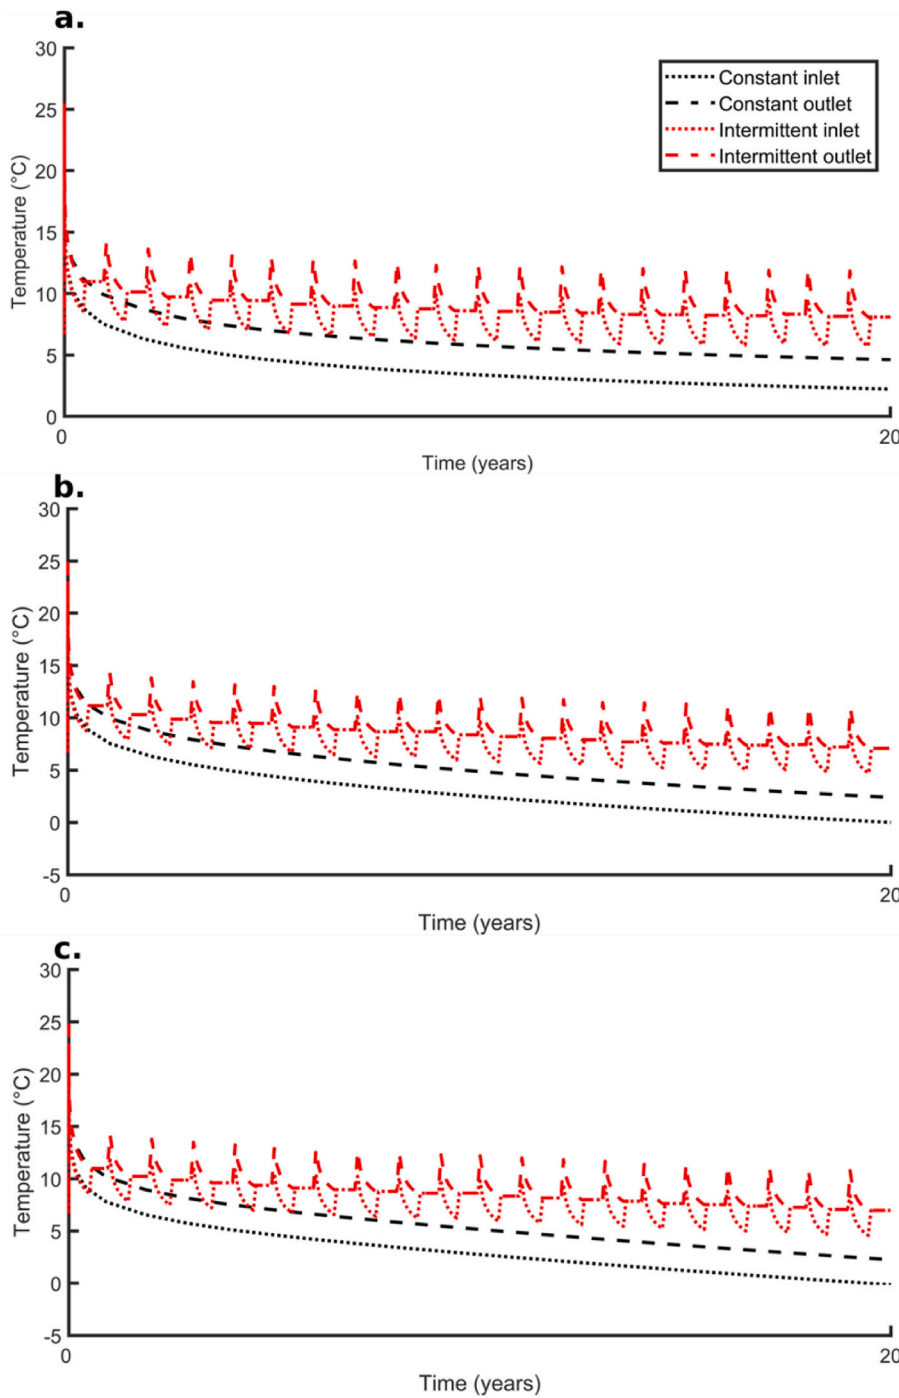 a.
30
25
20
15
10
5
0
Temperature (°C)
Constant inlet
Constant outlet
Intermittent inlet
Intermittent outlet
0
20
Time (years)
b.
30
25
20
15
10
5
0
-5
Temperature (°C)
0
20
Time (years)
c.
30
25
20
15
10
5
0
-5
Temperature (°C)
0
20
Time (years)